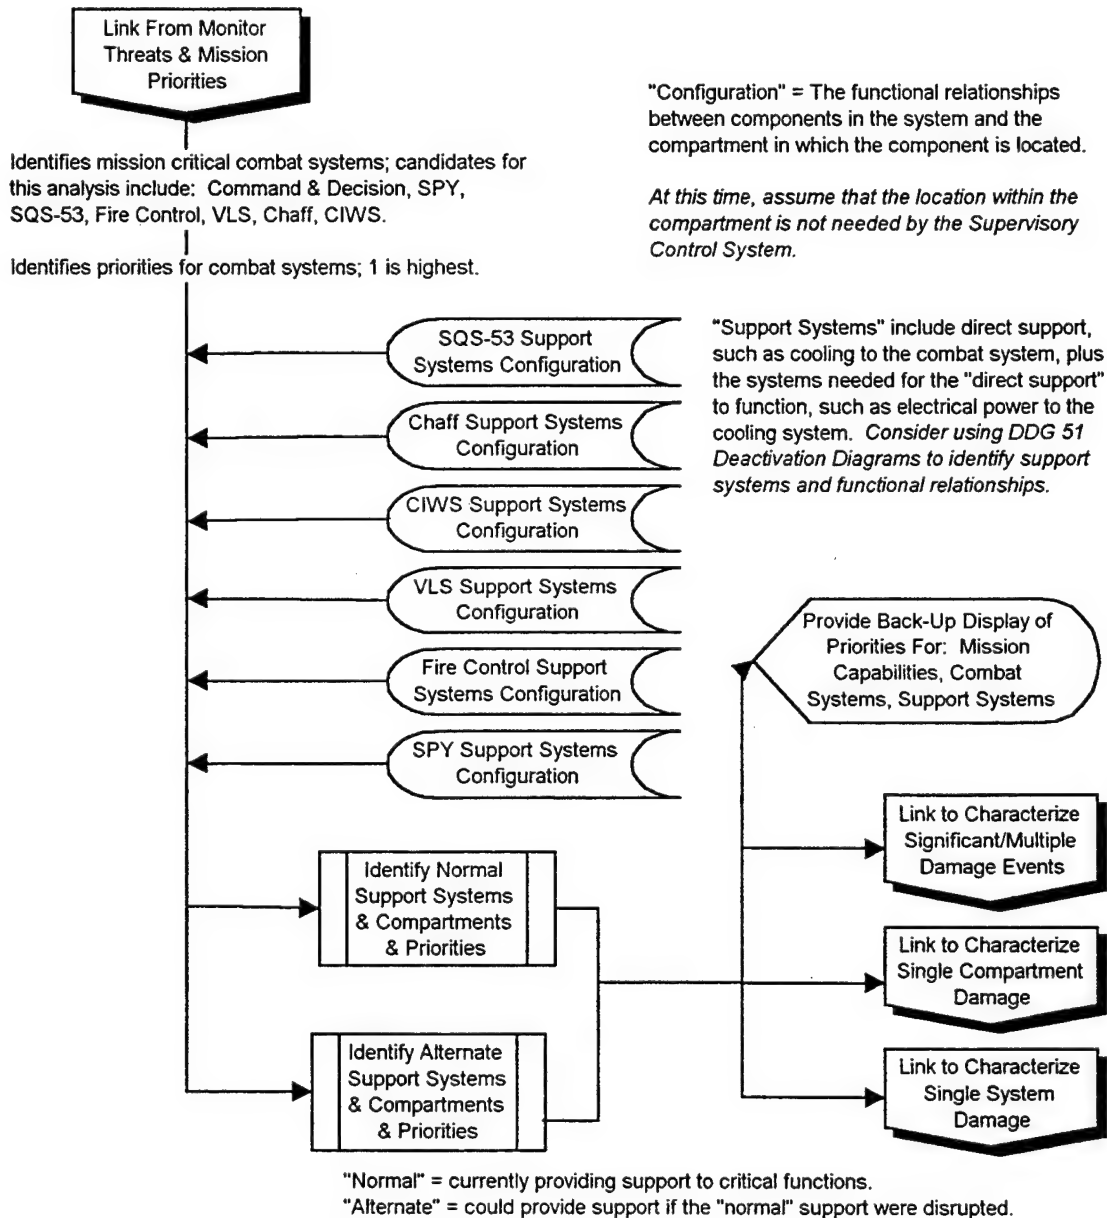 Link From Monitor
Threats & Mission
Priorities
Identifies mission critical combat systems; candidates for
this analysis include: Command & Decision, SPY,
SQS-53, Fire Control, VLS, Chaff, CIWS.
Identifies priorities for combat systems; 1 is highest.
"Configuration" = The functional relationships
between components in the system and the
compartment in which the component is located.
At this time, assume that the location within the
compartment is not needed by the Supervisory
Control System.
SQS-53 Support
Systems Configuration
Chaff Support Systems
Configuration
CIWS Support Systems
Configuration
VLS Support Systems
Configuration
Fire Control Support
Systems Configuration
SPY Support Systems
Configuration
"Support Systems" include direct support,
such as cooling to the combat system, plus
the systems needed for the "direct support"
to function, such as electrical power to the
cooling system. Consider using DDG 51
Deactivation Diagrams to identify support
systems and functional relationships.
Provide Back-Up Display of
Priorities For: Mission
Capabilities, Combat
Systems, Support Systems
Identify Normal
Support Systems
& Compartments
& Priorities
Identify Alternate
Support Systems
& Compartments
& Priorities
Link to Characterize
Significant/Multiple
Damage Events
Link to Characterize
Single Compartment
Damage
Link to Characterize
Single System
Damage
"Normal" = currently providing support to critical functions.
"Alternate" = could provide support if the "normal" support were disrupted.